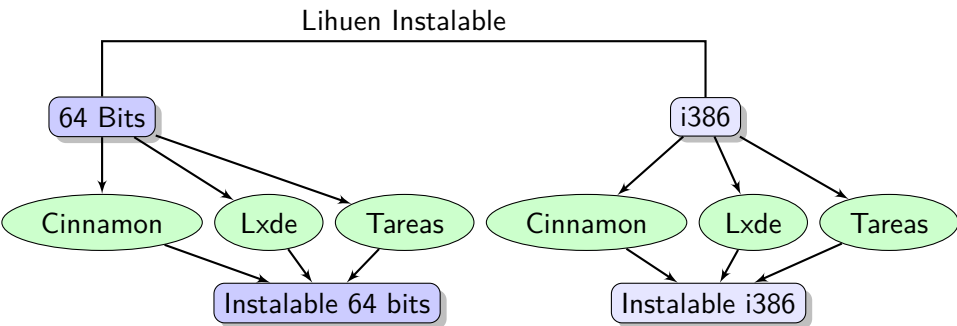 Lihuen Instalable
64 Bits
i386
Cinnamon
Lxde
Tareas
Cinnamon
Lxde
Tareas
Instalable 64 bits
Instalable i386